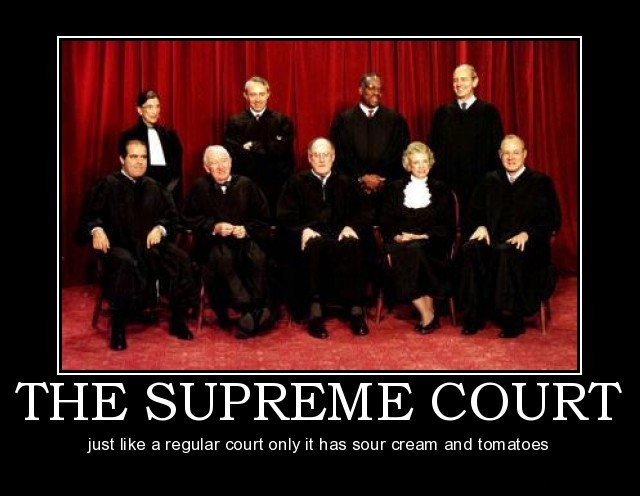 THE SUPREME COURT
just like a regular court only it has sour cream and tomatoes